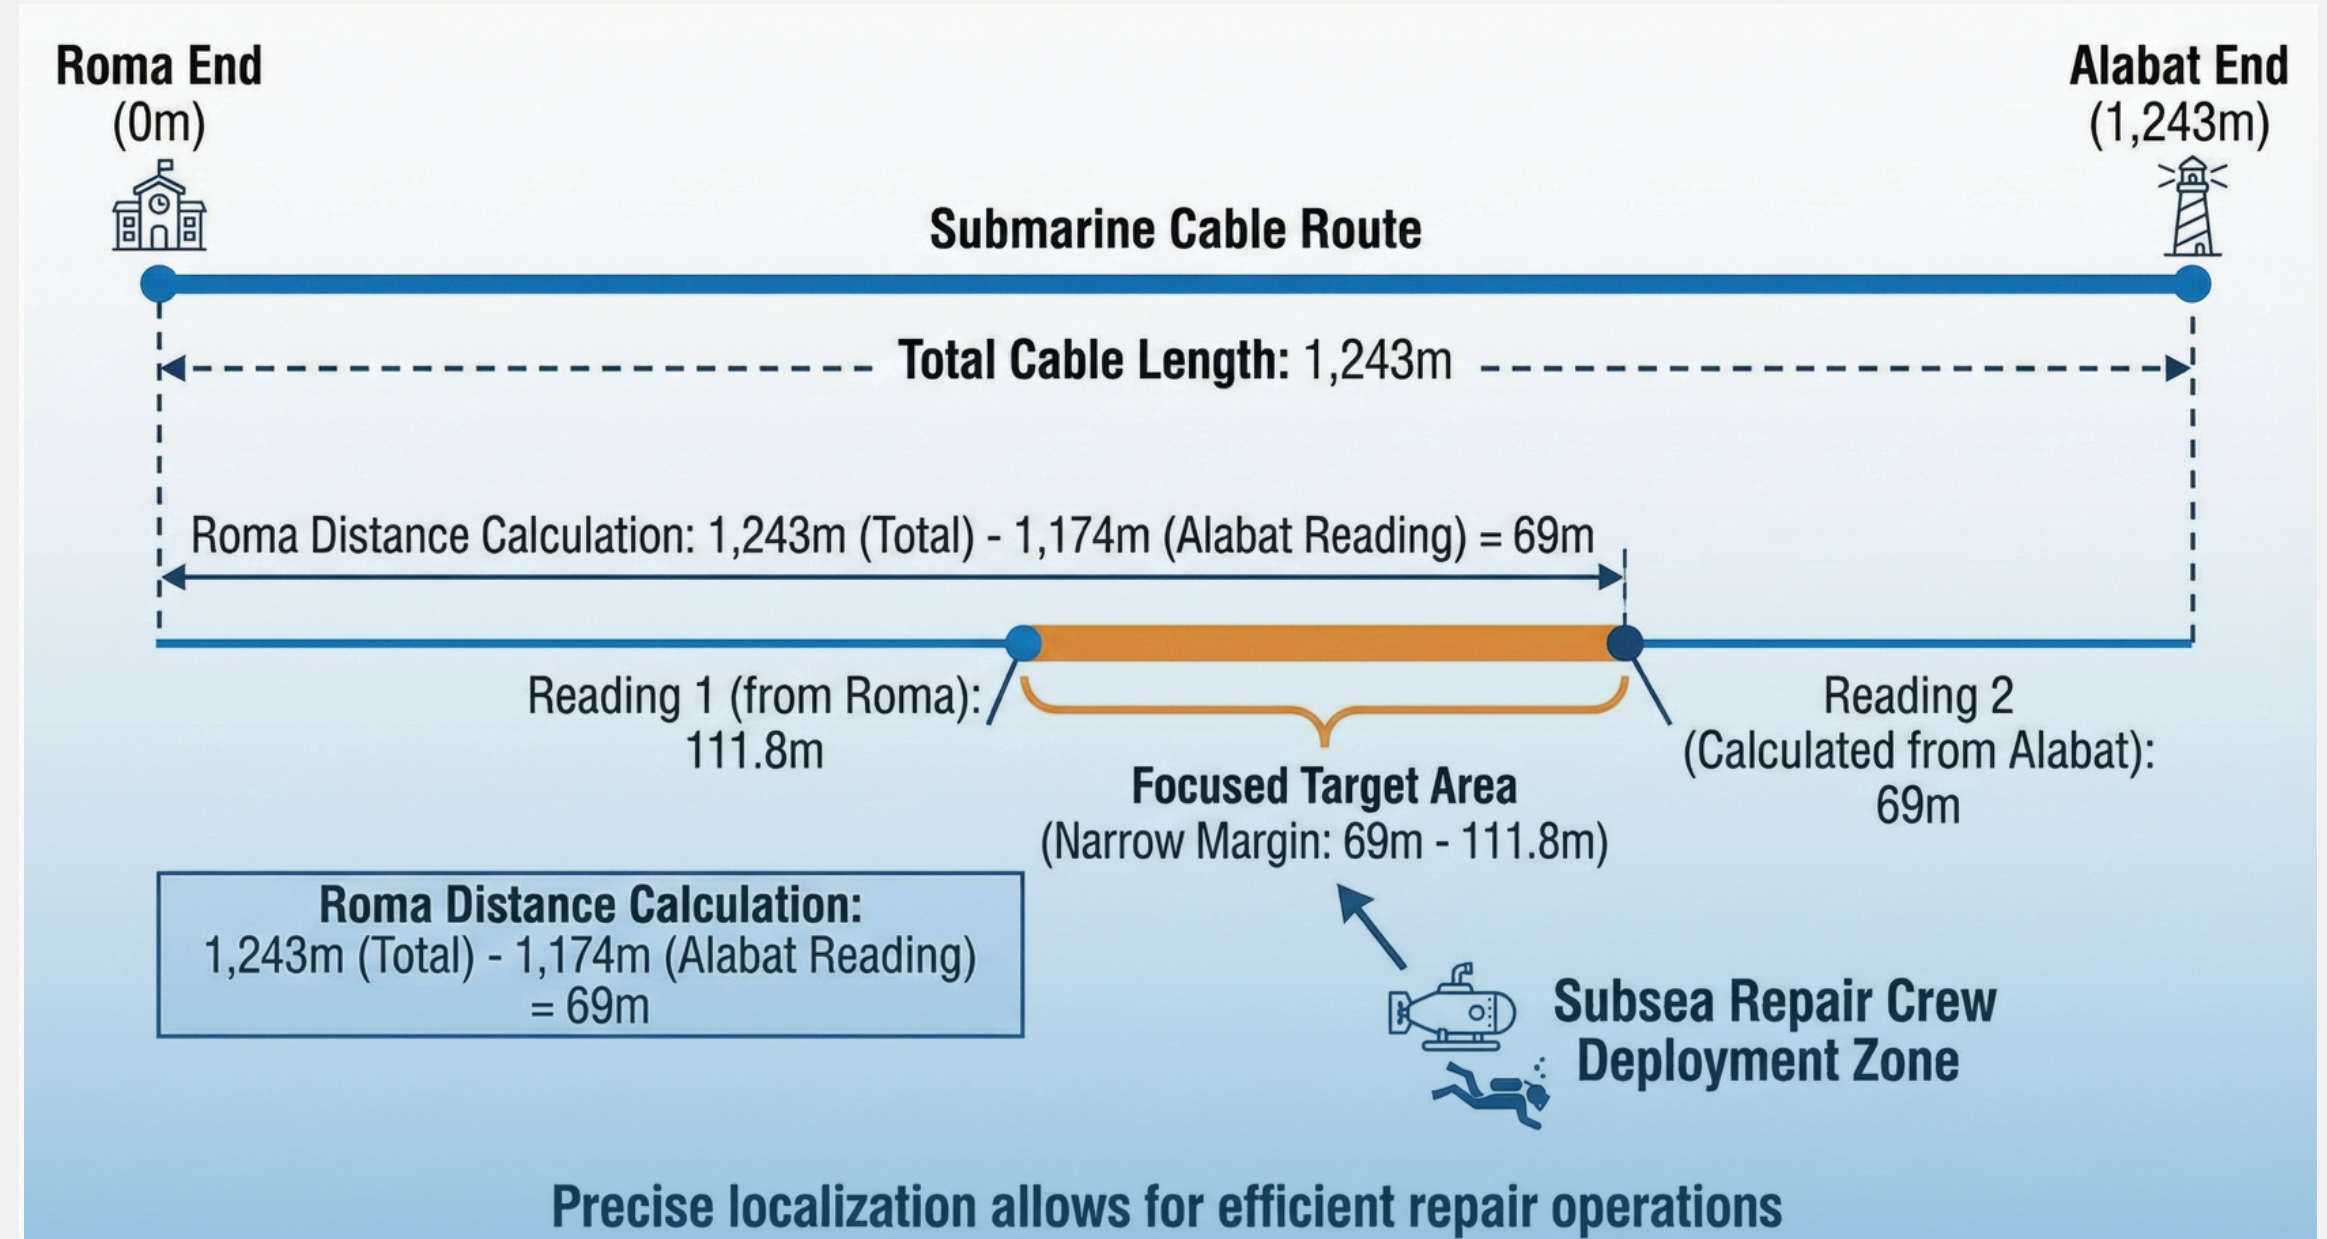 Roma End
(0m)
Alabat End
(1,243m)
Submarine Cable Route
Total Cable Length: 1,243m
Roma Distance Calculation: 1,243m (Total) - 1,174m (Alabat Reading) = 69m
Reading 1 (from Roma):
111.8m
Reading 2
(Calculated from Alabat):
69m
Focused Target Area
(Narrow Margin: 69m - 111.8m)
Roma Distance Calculation:
1,243m (Total) - 1,174m (Alabat Reading)
= 69m
Subsea Repair Crew
Deployment Zone
Precise localization allows for efficient repair operations